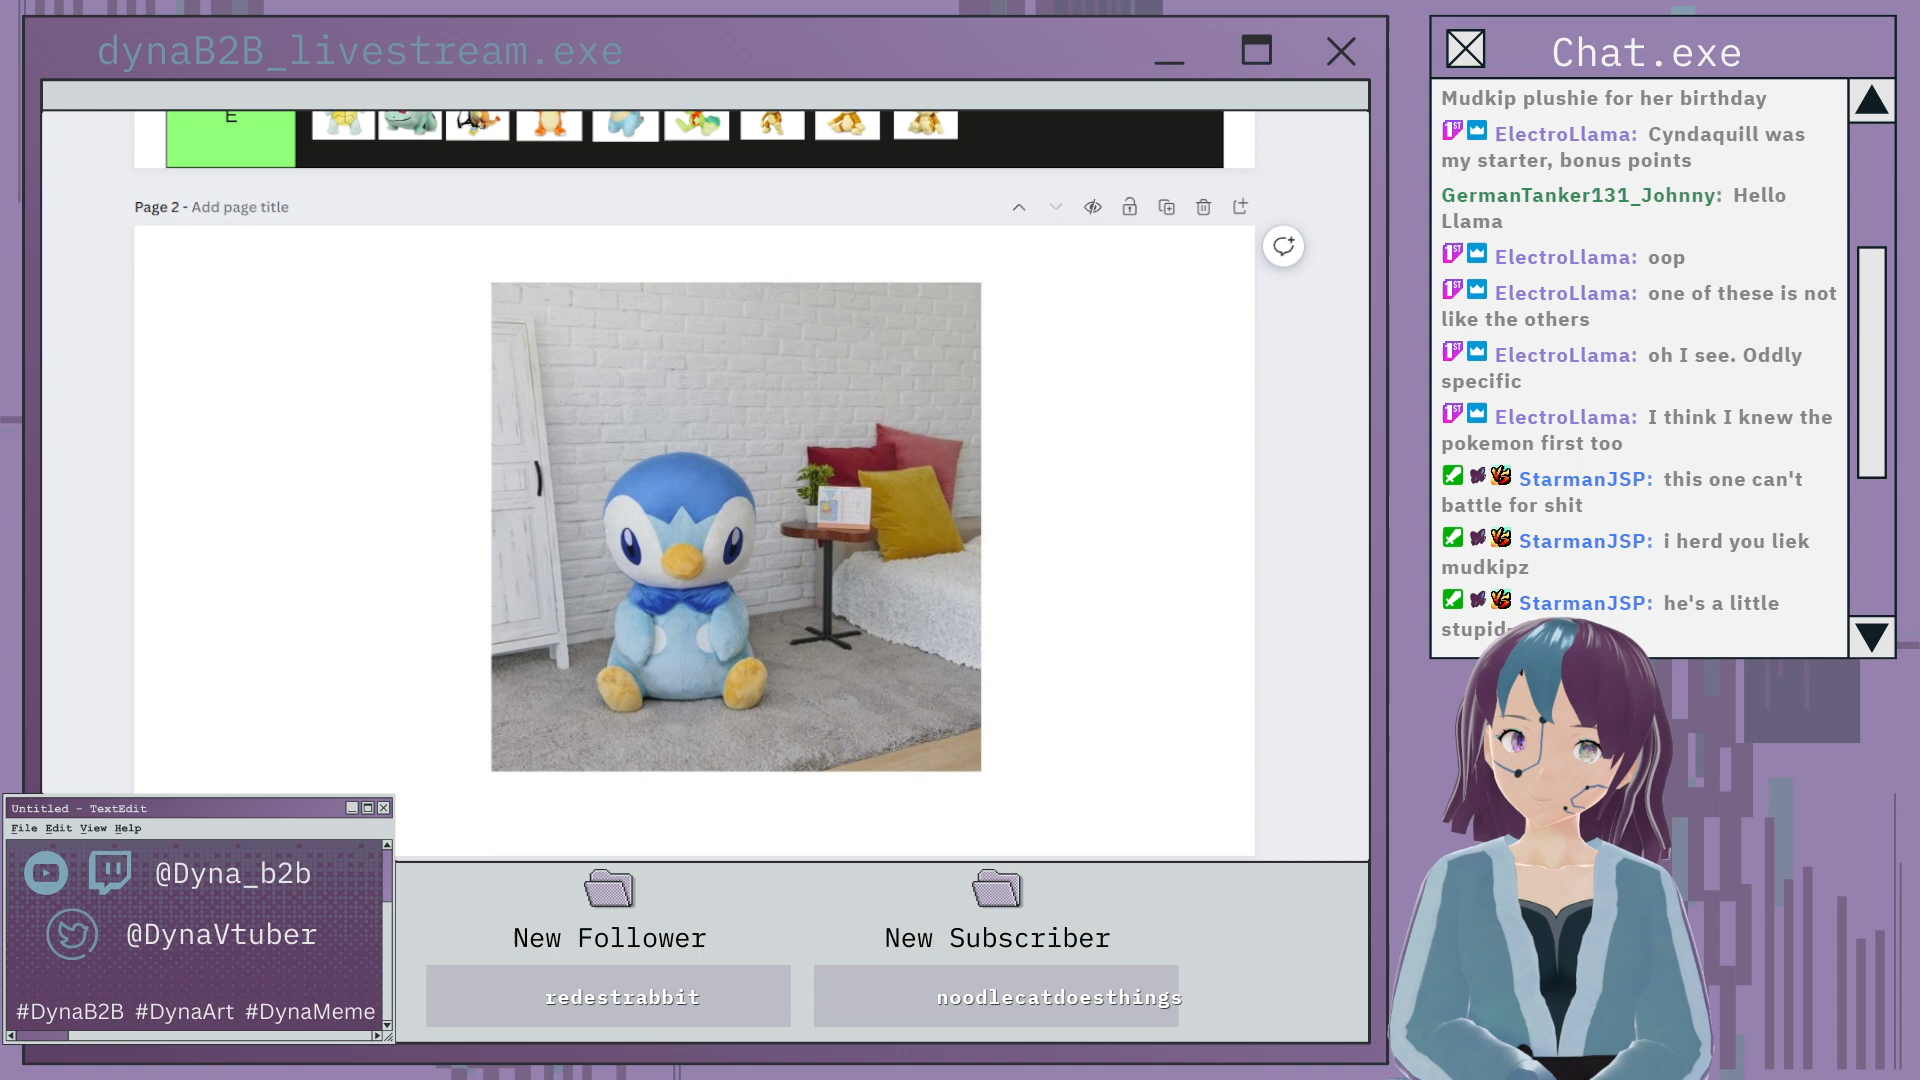 dynaB2B_livestream.exe
E
Page 2 - Add page title
Chat.exe
Mudkip plushie for her birthday
ElectroLlama: Cyndaquill was
my starter, bonus points
GermanTanker131_Johnny: Hello
Llama
ElectroLlama: oop
ElectroLlama: one of these is not
like the others
ElectroLlama: oh I see. Oddly
specific
ElectroLlama: I think I knew the
pokemon first too
StarmanJSP: this one can't
battle for shit
StarmanJSP: i herd you liek
mudkipz
StarmanJSP: he's a little
stupid
Untitled - TextEdit
File Edit View Help
@Dyna_b2b
@DynaVtuber
#DynaB2B #DynaArt #DynaMeme
New Follower
redestrabbit
New Subscriber
noodlecatdoesthings